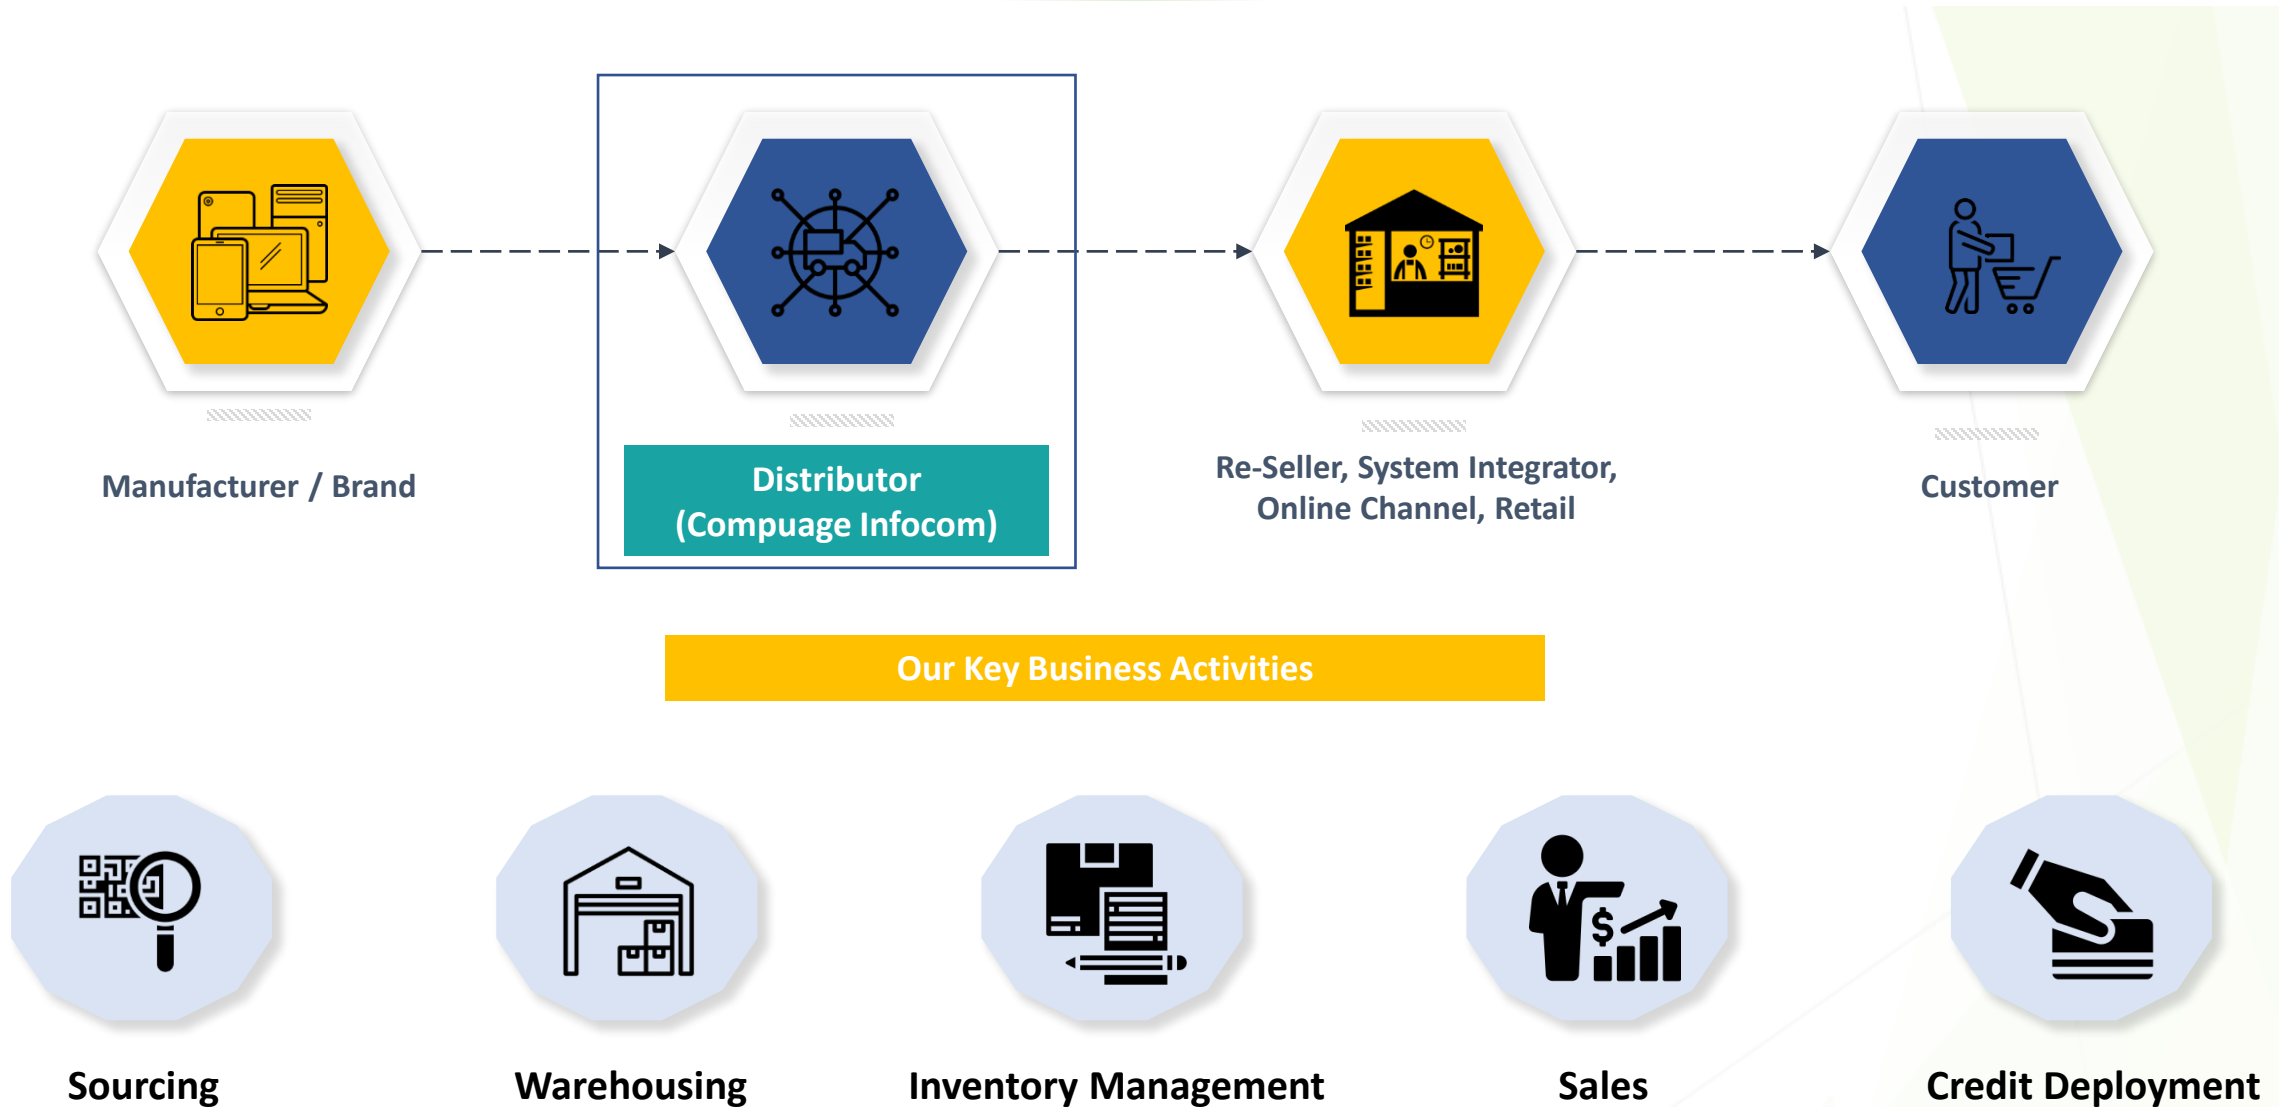 Manufacturer / Brand
Distributor
(Compuage Infocom)
Re-Seller, System Integrator,
Online Channel, Retail
Customer
Our Key Business Activities
Sourcing
Warehousing
Inventory Management
Sales
Credit Deployment